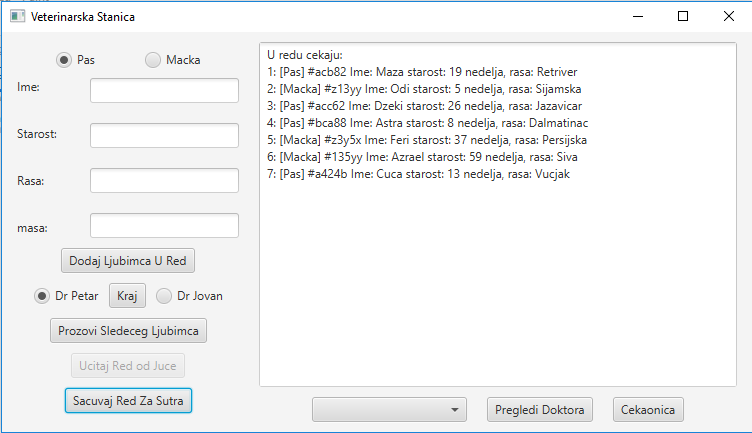 Veterinarska Stanica
Pas
Macka
Ime:
Starost:
Rasa:
masa:
Dodaj Ljubimca U Red
Dr Petar
Kraj
Dr Jovan
Prozovi Sledeceg Ljubimca
Ucitaj Red od Juce
Sacuvaj Red Za Sutra
U redu cekaju:
1: [Pas] #acb82 Ime: Maza starost: 19 nedelja, rasa: Retriver
2: [Macka] #z13yy Ime: Odi starost: 5 nedelja, rasa: Sijamska
3: [Pas] #acc62 Ime: Dzeki starost: 26 nedelja, rasa: Jazavicar
4: [Pas] #bca88 Ime: Astra starost: 8 nedelja, rasa: Dalmatinac
5: [Macka] #z3y5x Ime: Feri starost: 37 nedelja, rasa: Persijska
6: [Macka] #135yy Ime: Azrael starost: 59 nedelja, rasa: Siva
7: [Pas] #a424b Ime: Cuca starost: 13 nedelja, rasa: Vucjak
Pregledi Doktora
Cekaonica